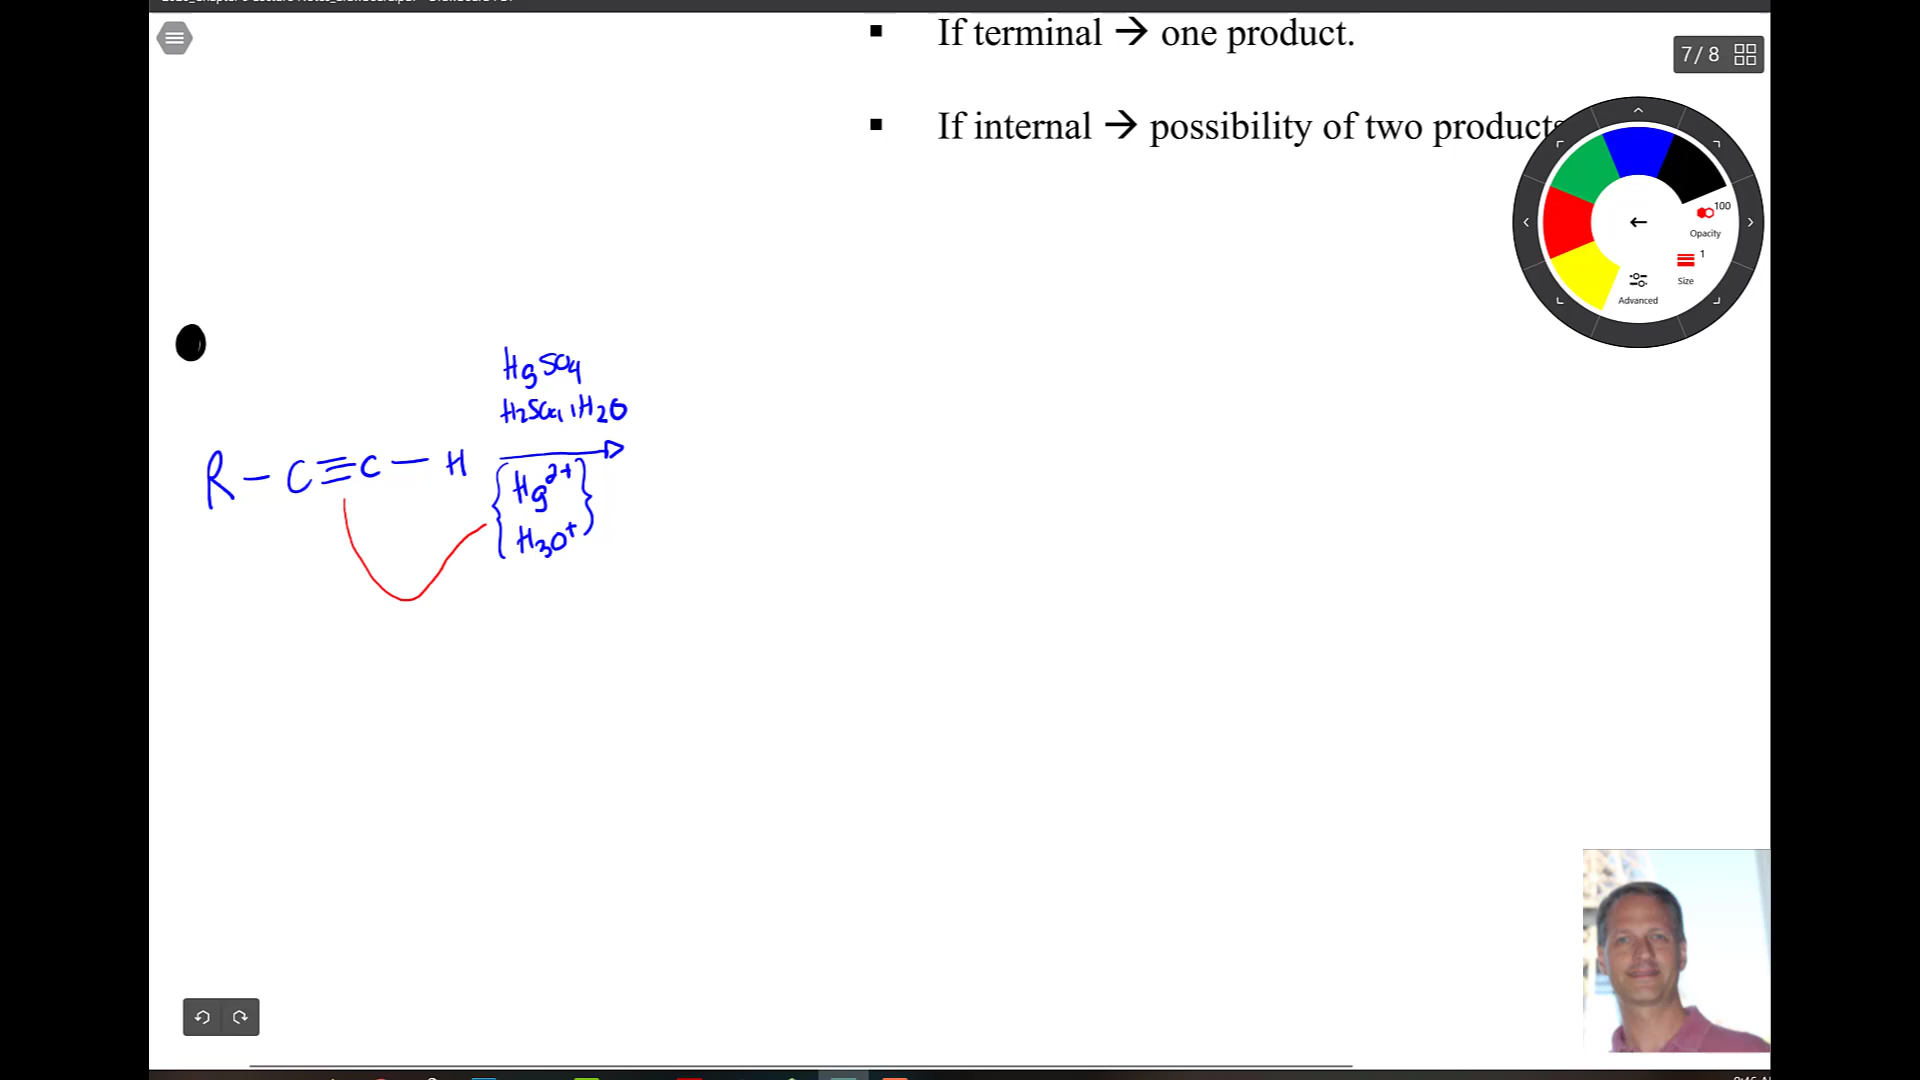 If terminal → one product.
7/ 8
If internal → possibility of two products
100
Opacity
1
Size
Advanced
HgSO4
H2SO4, H2O
R - C≡C - H
Hg2+
H3O+